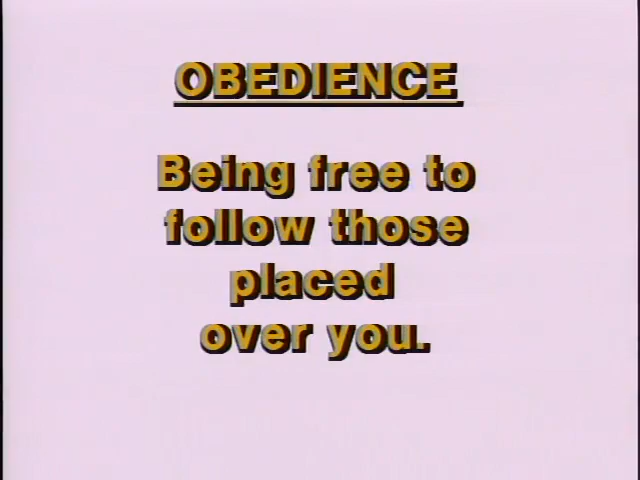 OBEDIENCE
Being free to
follow those
placed
over you.